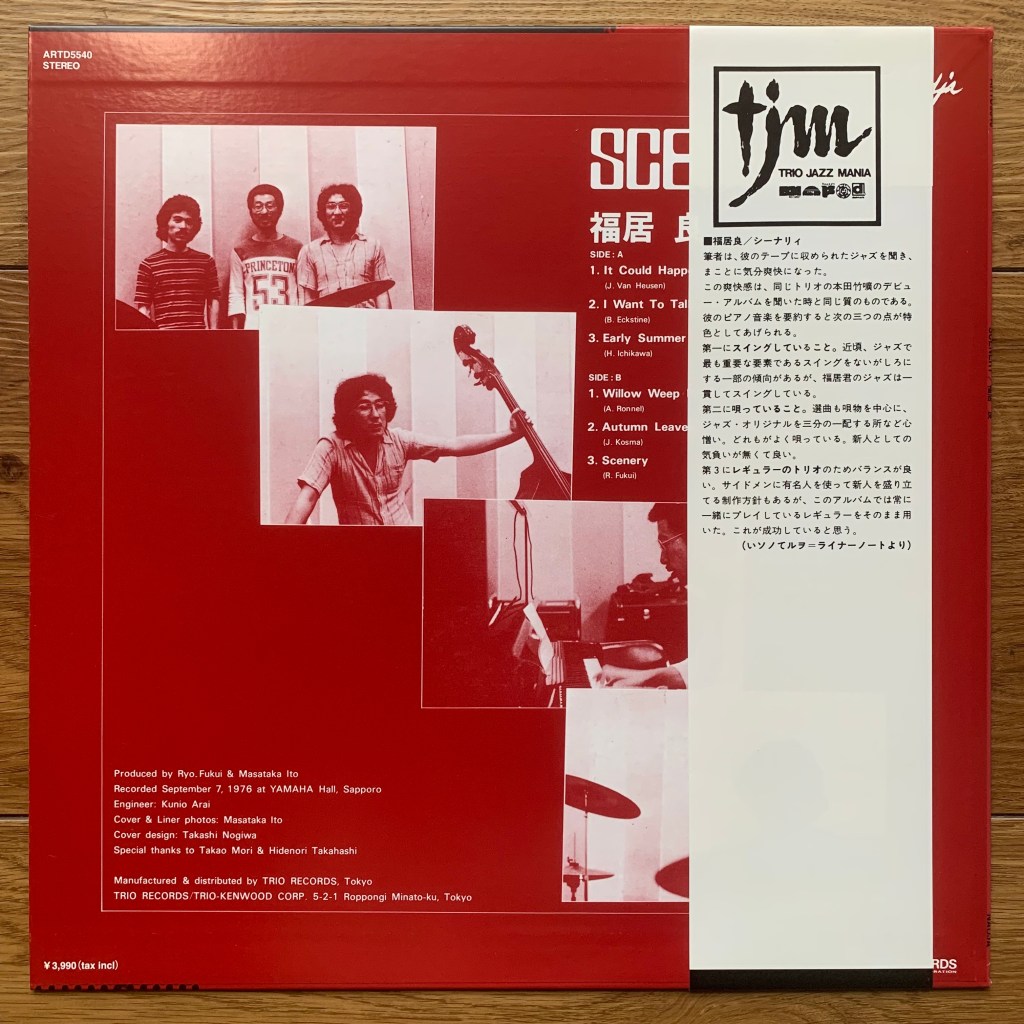 ARTD5540
STEREO
SCE
福居
SIDE : A
1. It Could Happ
(J. Van Heusen)
2. I Want To Tal
(B. Eckstine)
3. Early Summer
(H. Ichikawa)
SIDE : B
1. Willow Weep
(A. Ronnel)
2. Autumn Leave
(J. Kosma)
3. Scenery
(R. Fukui)
PRINCETON
53
Produced by Ryo. Fukui & Masataka Ito
Recorded September 7, 1976 at YAMAHA Hall, Sapporo
Engineer: Kunio Arai
Cover & Liner photos: Masataka Ito
Cover design: Takashi Nogiwa
Special thanks to Takao Mori & Hidenori Takahashi
Manufactured & distributed by TRIO RECORDS, Tokyo
TRIO RECORDS/TRIO-KENWOOD CORP. 5-2-1 Roppongi Minato-ku, Tokyo
¥3,990(tax incl)
tjm
TRIO JAZZ MANIA
■福居良／シーナリィ
筆者は、彼のテープに収められたジャズを聞き、
まことに気分爽快になった。
この爽快感は、同じトリオの本田竹曠のデビュ
ー・アルバムを聞いた時と同じ質のものである。
彼のピアノ音楽を要約すると次の三つの点が特
色としてあげられる。
第一にスイングしていること。近頃、ジャズで
最も重要な要素であるスイングをないがしろに
する一部の傾向があるが、福居君のジャズは一
貫してスイングしている。
第二に唄っていること。選曲も唄物を中心に、
ジャズ・オリジナルを三分の一配する所など心
憎い。どれもがよく唄っている。新人としての
気負いが無くて良い。
第3にレギュラーのトリオのためバランスが良
い。サイドメンに有名人を使って新人を盛り立
てる制作方針もあるが、このアルバムでは常に
一緒にプレイしているレギュラーをそのまま用
いた。これが成功していると思う。
（いソノてルヲ＝ライナーノートより）
RDS
RATION